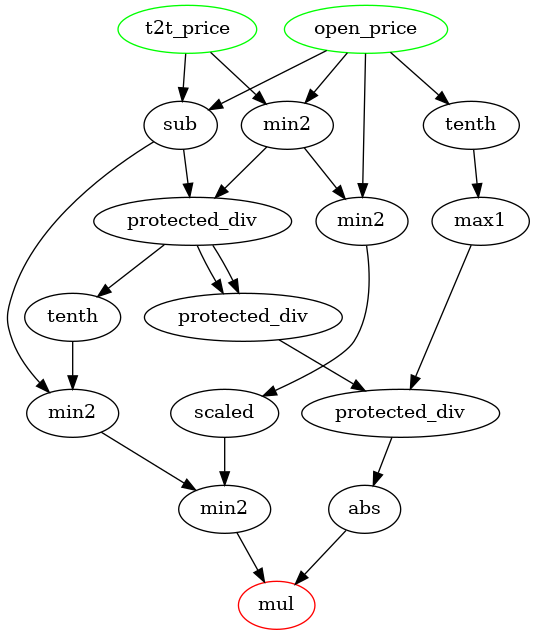 t2t_price
open_price
sub
min2
tenth
protected_div
min2
max1
tenth
protected_div
min2
scaled
protected_div
min2
abs
mul